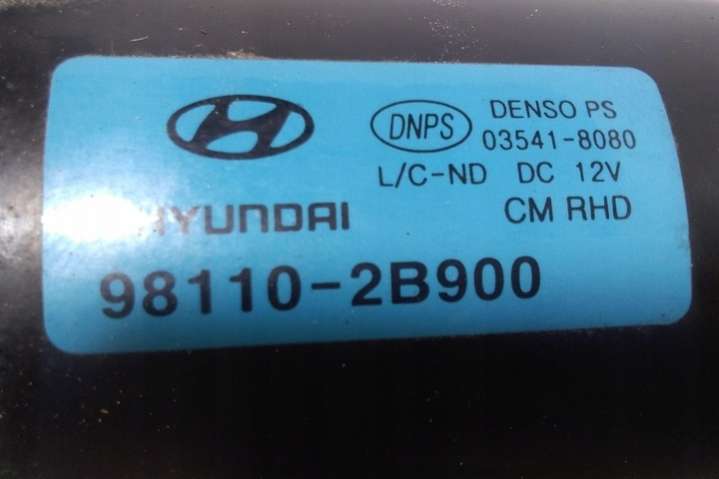 DNPS
DENSO PS
03541-8080
L/C-ND DC 12V
HYUNDAI
CM RHD
98110-2B900